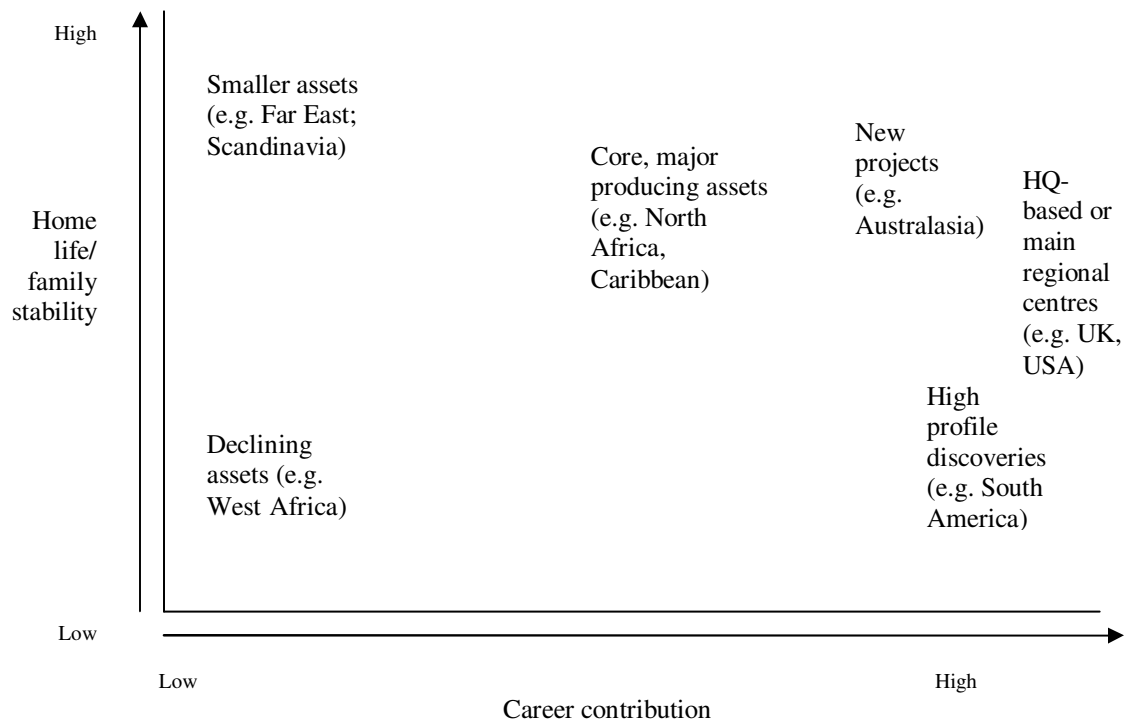 High
Smaller assets
(e.g. Far East;
Scandinavia)
Core, major
producing assets
(e.g. North
Africa,
Caribbean)
New
projects
(e.g.
Australasia)
HQ-
based or
main
regional
centres
(e.g. UK,
USA)
Home
life/
family
stability
Declining
assets (e.g.
West Africa)
High
profile
discoveries
(e.g. South
America)
Low
Low
High
Career contribution